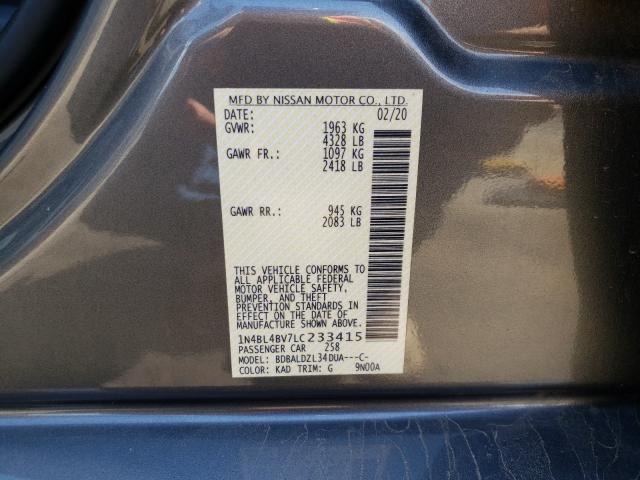 MFD BY NISSAN MOTOR CO., LTD.
DATE: 02/20
GVWR: 1963 KG
4328 LB
GAWR FR.: 1097 KG
2418 LB
GAWR RR.: 945 KG
2083 LB
THIS VEHICLE CONFORMS TO
ALL APPLICABLE FEDERAL
MOTOR VEHICLE SAFETY,
BUMPER, AND THEFT
PREVENTION STANDARDS IN
EFFECT ON THE DATE OF
MANUFACTURE SHOWN ABOVE.
1N4BL4BV7LC233415
PASSENGER CAR 258
MODEL: BDBALDZL34DUA---C-
COLOR: KAD TRIM: G 9N00A